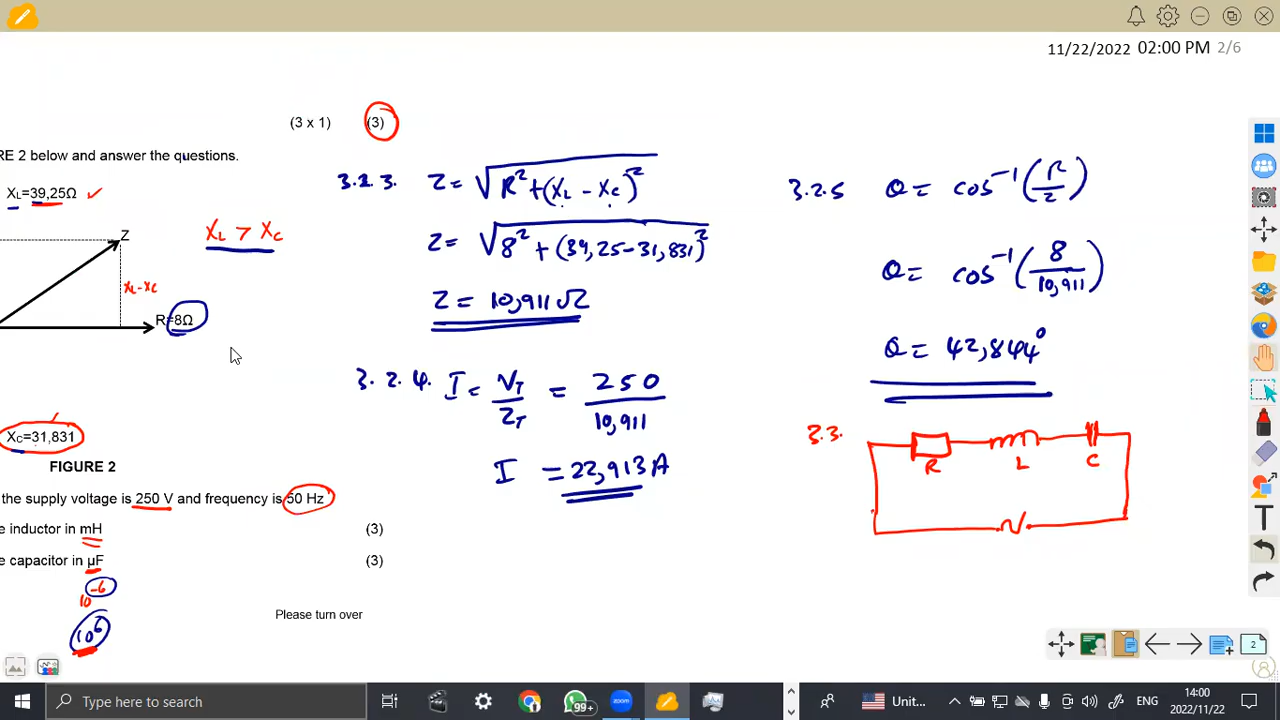 11/22/2022 02:00 PM 2/6
(3 x 1) (3)
RE 2 below and answer the questions.
XL=39,25Ω ✓
Z
XL > XC
XL-XC
R=8Ω
XC=31,831
FIGURE 2
the supply voltage is 250 V and frequency is 50 Hz
e inductor in mH (3)
e capacitor in µF (3)
10^-6
10^6
Please turn over
3.2.3. Z = √R² + (XL - XC)²
Z = √8² + (39,25-31,831)²
Z = 10,911 Ω
3.2.4. I = VT/ZT = 250/10,911
I = 22,913 A
3.2.5 θ = cos⁻¹ (R/Z)
θ = cos⁻¹ (8/10,911)
θ = 42,844°
3.3.
R L C
Type here to search
99+
Unit...
ENG
14:00
2022/11/22
2